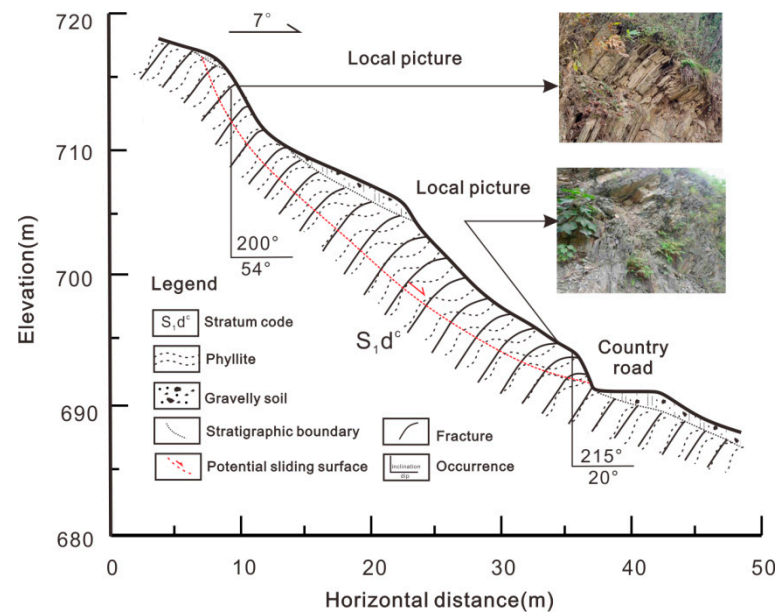 720
7°
Local picture
710
Local picture
200°
54°
700
Legend
S₁dᶜ Stratum code
S₁dᶜ
Phyllite
Country
road
Gravelly soil
690
Stratigraphic boundary
Fracture
Potential sliding surface
inclination
dip
Occurrence
215°
20°
680
0 10 20 30 40 50
Elevation(m)
Horizontal distance(m)